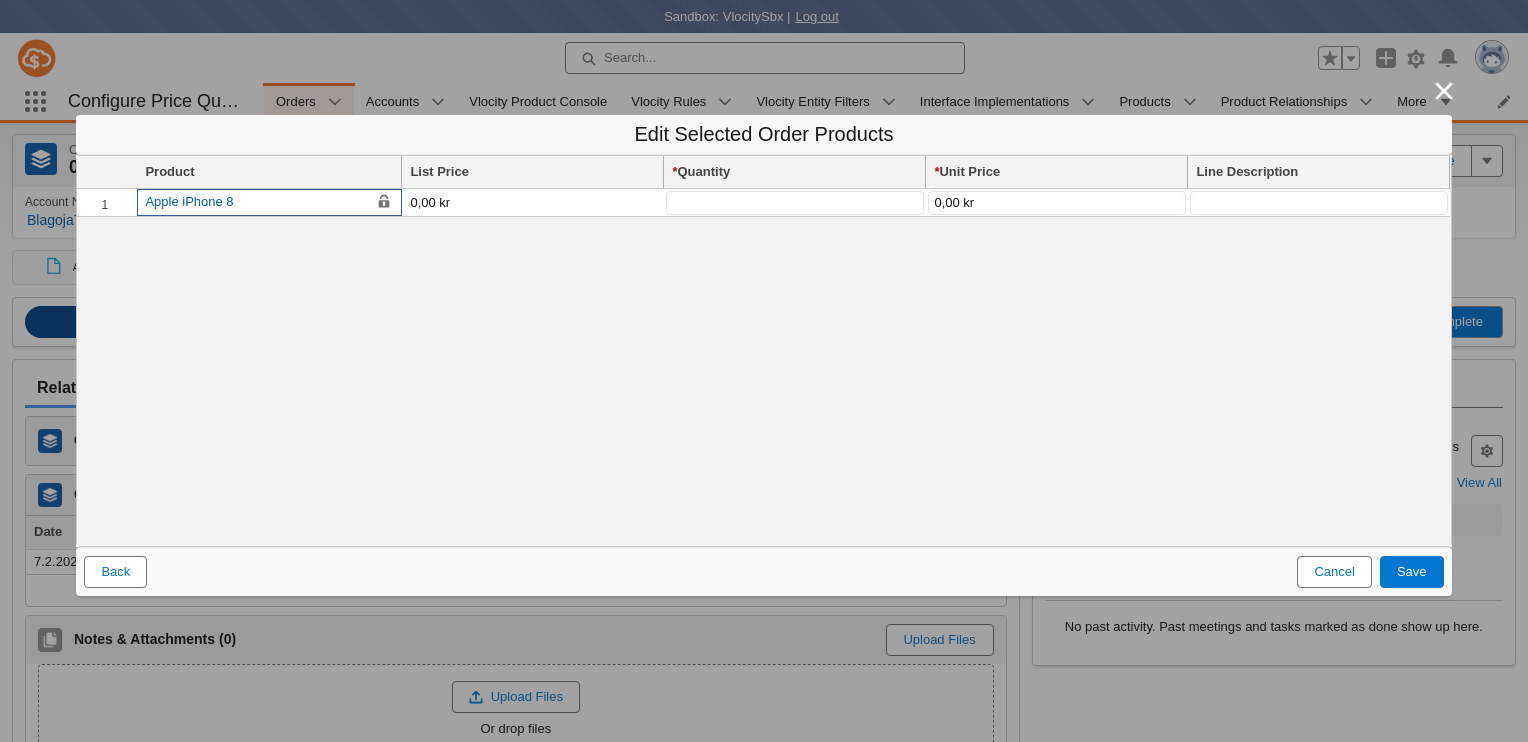 Sandbox: VlocitySbx | Log out
Search...
Configure Price Qu...
Orders
Accounts
Vlocity Product Console
Vlocity Rules
Vlocity Entity Filters
Interface Implementations
Products
Product Relationships
More
Edit Selected Order Products
Product
List Price
*Quantity
*Unit Price
Line Description
1
Apple iPhone 8
0,00 kr
0,00 kr
Account
View All
Date
7.2.202
Back
Cancel
Save
Notes & Attachments (0)
Upload Files
No past activity. Past meetings and tasks marked as done show up here.
Upload Files
Or drop files